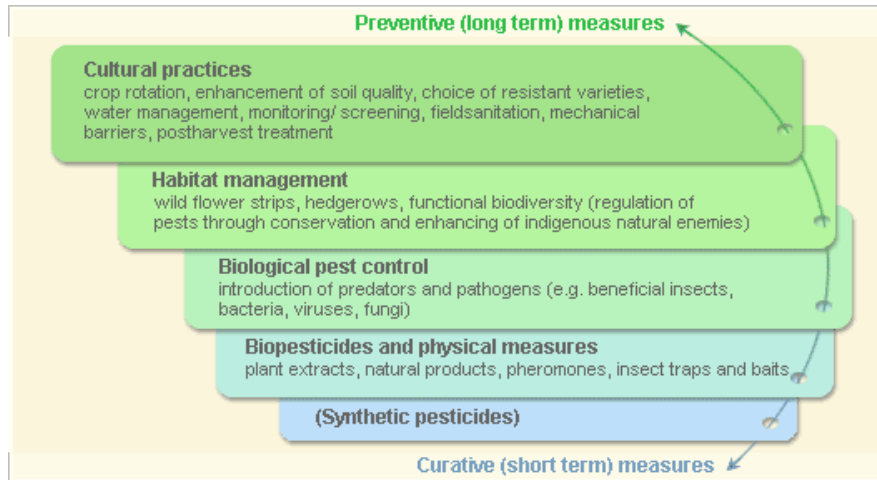 Preventive (long term) measures
Cultural practices
crop rotation, enhancement of soil quality, choice of resistant varieties,
water management, monitoring/ screening, fieldsanitation, mechanical
barriers, postharvest treatment
Habitat management
wild flower strips, hedgerows, functional biodiversity (regulation of
pests through conservation and enhancing of indigenous natural enemies)
Biological pest control
introduction of predators and pathogens (e.g. beneficial insects,
bacteria, viruses, fungi)
Biopesticides and physical measures
plant extracts, natural products, pheromones, insect traps and baits
(Synthetic pesticides)
Curative (short term) measures